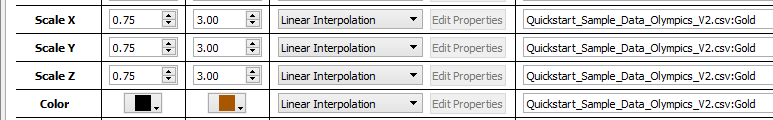 Scale X 0.75 3.00 Linear Interpolation Edit Properties Quickstart_Sample_Data_Olympics_V2.csv:Gold
Scale Y 0.75 3.00 Linear Interpolation Edit Properties Quickstart_Sample_Data_Olympics_V2.csv:Gold
Scale Z 0.75 3.00 Linear Interpolation Edit Properties Quickstart_Sample_Data_Olympics_V2.csv:Gold
Color Linear Interpolation Edit Properties Quickstart_Sample_Data_Olympics_V2.csv:Gold